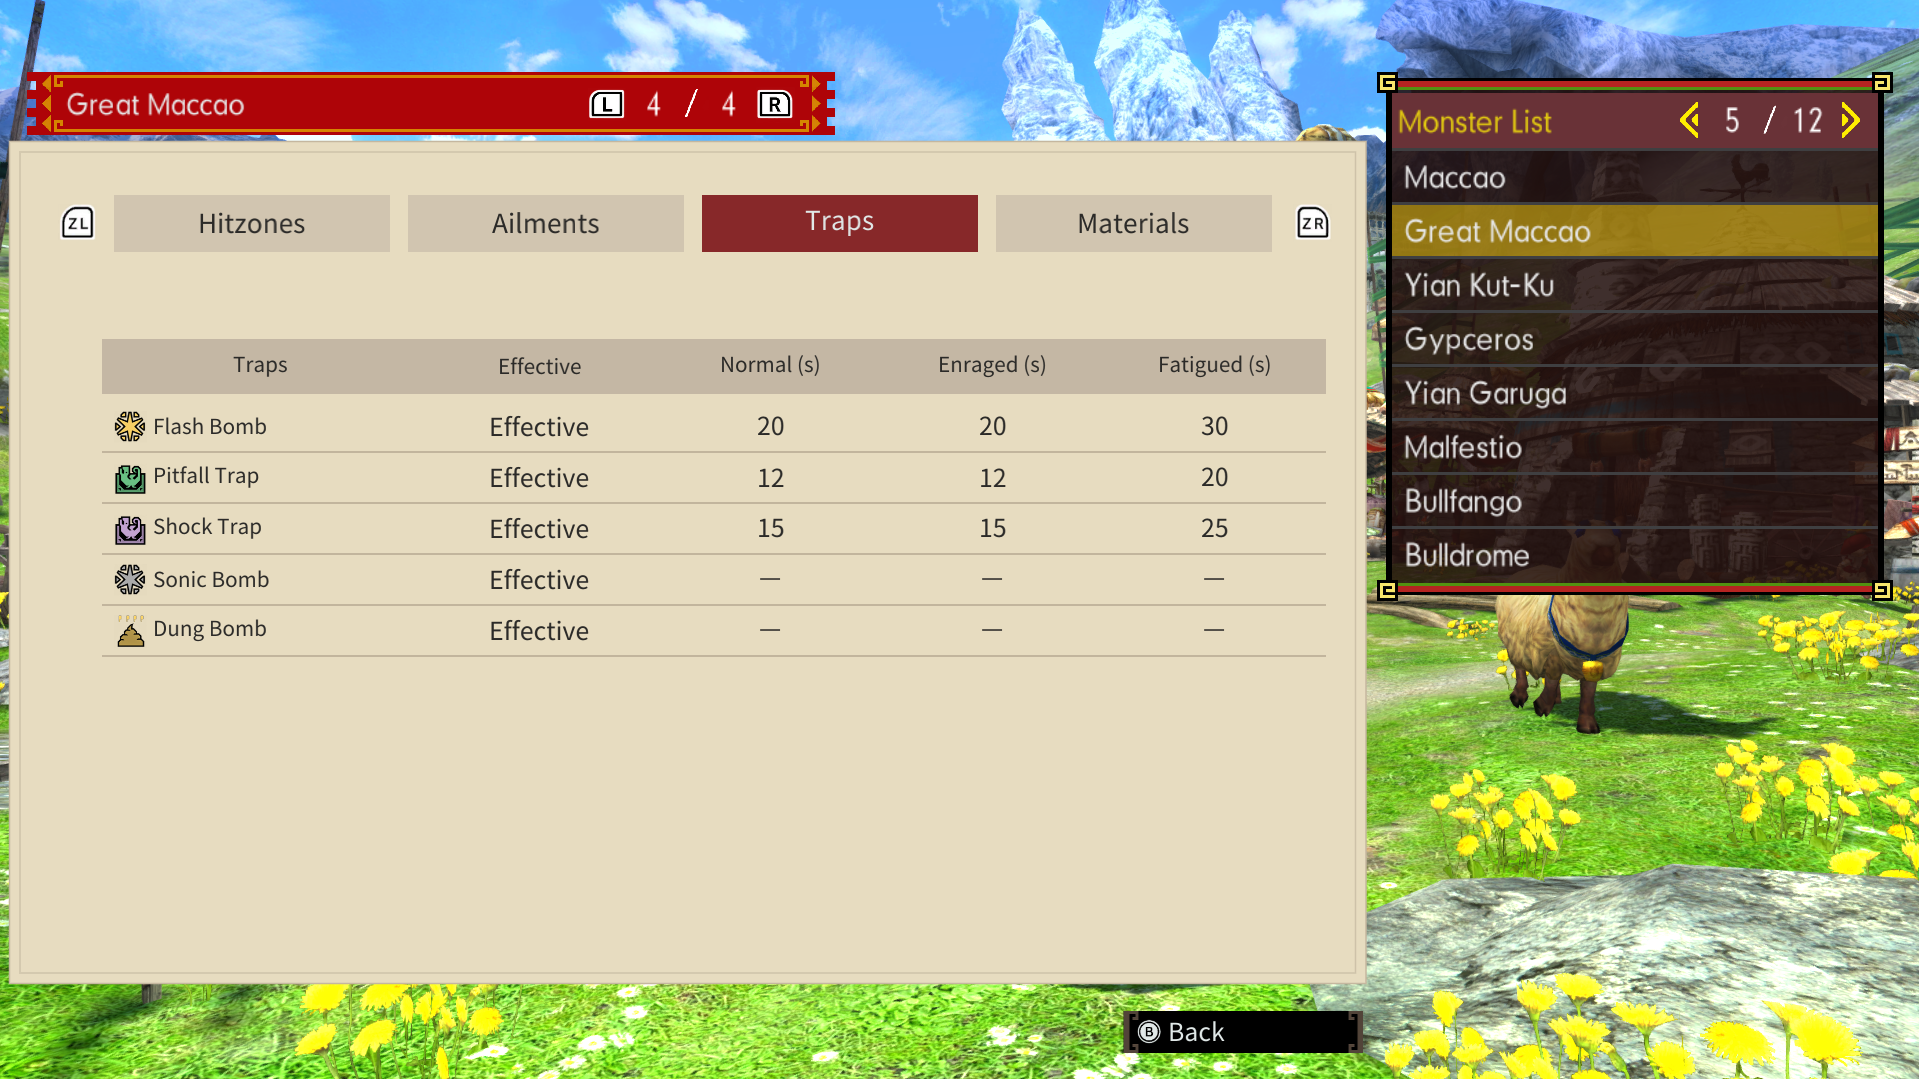 Great Maccao L 4 / 4 R
ZL Hitzones Ailments Traps Materials ZR
Traps Effective Normal (s) Enraged (s) Fatigued (s)
Flash Bomb Effective 20 20 30
Pitfall Trap Effective 12 12 20
Shock Trap Effective 15 15 25
Sonic Bomb Effective — — —
Dung Bomb Effective — — —
Monster List 5 / 12
Maccao
Great Maccao
Yian Kut-Ku
Gypceros
Yian Garuga
Malfestio
Bullfango
Bulldrome
B Back